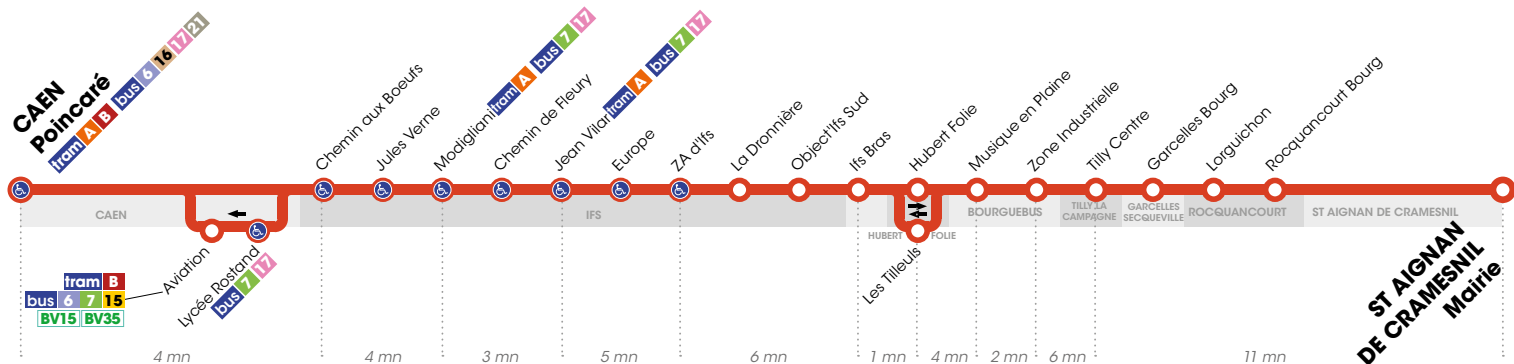 CAEN
Poincaré
tram A B bus 6 16 17 21
Chemin aux Boeufs
Jules Verne
Modigliani tram A bus 7 17
Chemin de Fleury
Jean Vilar tram A bus 7 17
Europe
ZA d'Ifs
La Dronnière
Object'Ifs Sud
Ifs Bras
Hubert Folie
Musique en Plaine
Zone Industrielle
Tilly Centre
Garcelles Bourg
Lorguichon
Rocquancourt Bourg
CAEN
IFS
HUBERT FOLIE
BOURGUEBUS
TILLY LA
CAMPAGNE
GARCELLES
SECQUEVILLE
ROCQUANCOURT
ST AIGNAN DE CRAMESNIL
Aviation
tram B
bus 6 7 15
BV15 BV35
Lycée Rostand
bus 7 17
Les Tilleuls
ST AIGNAN
DE CRAMESNIL
Mairie
4 mn 4 mn 3 mn 5 mn 6 mn 1 mn 4 mn 2 mn 6 mn 11 mn